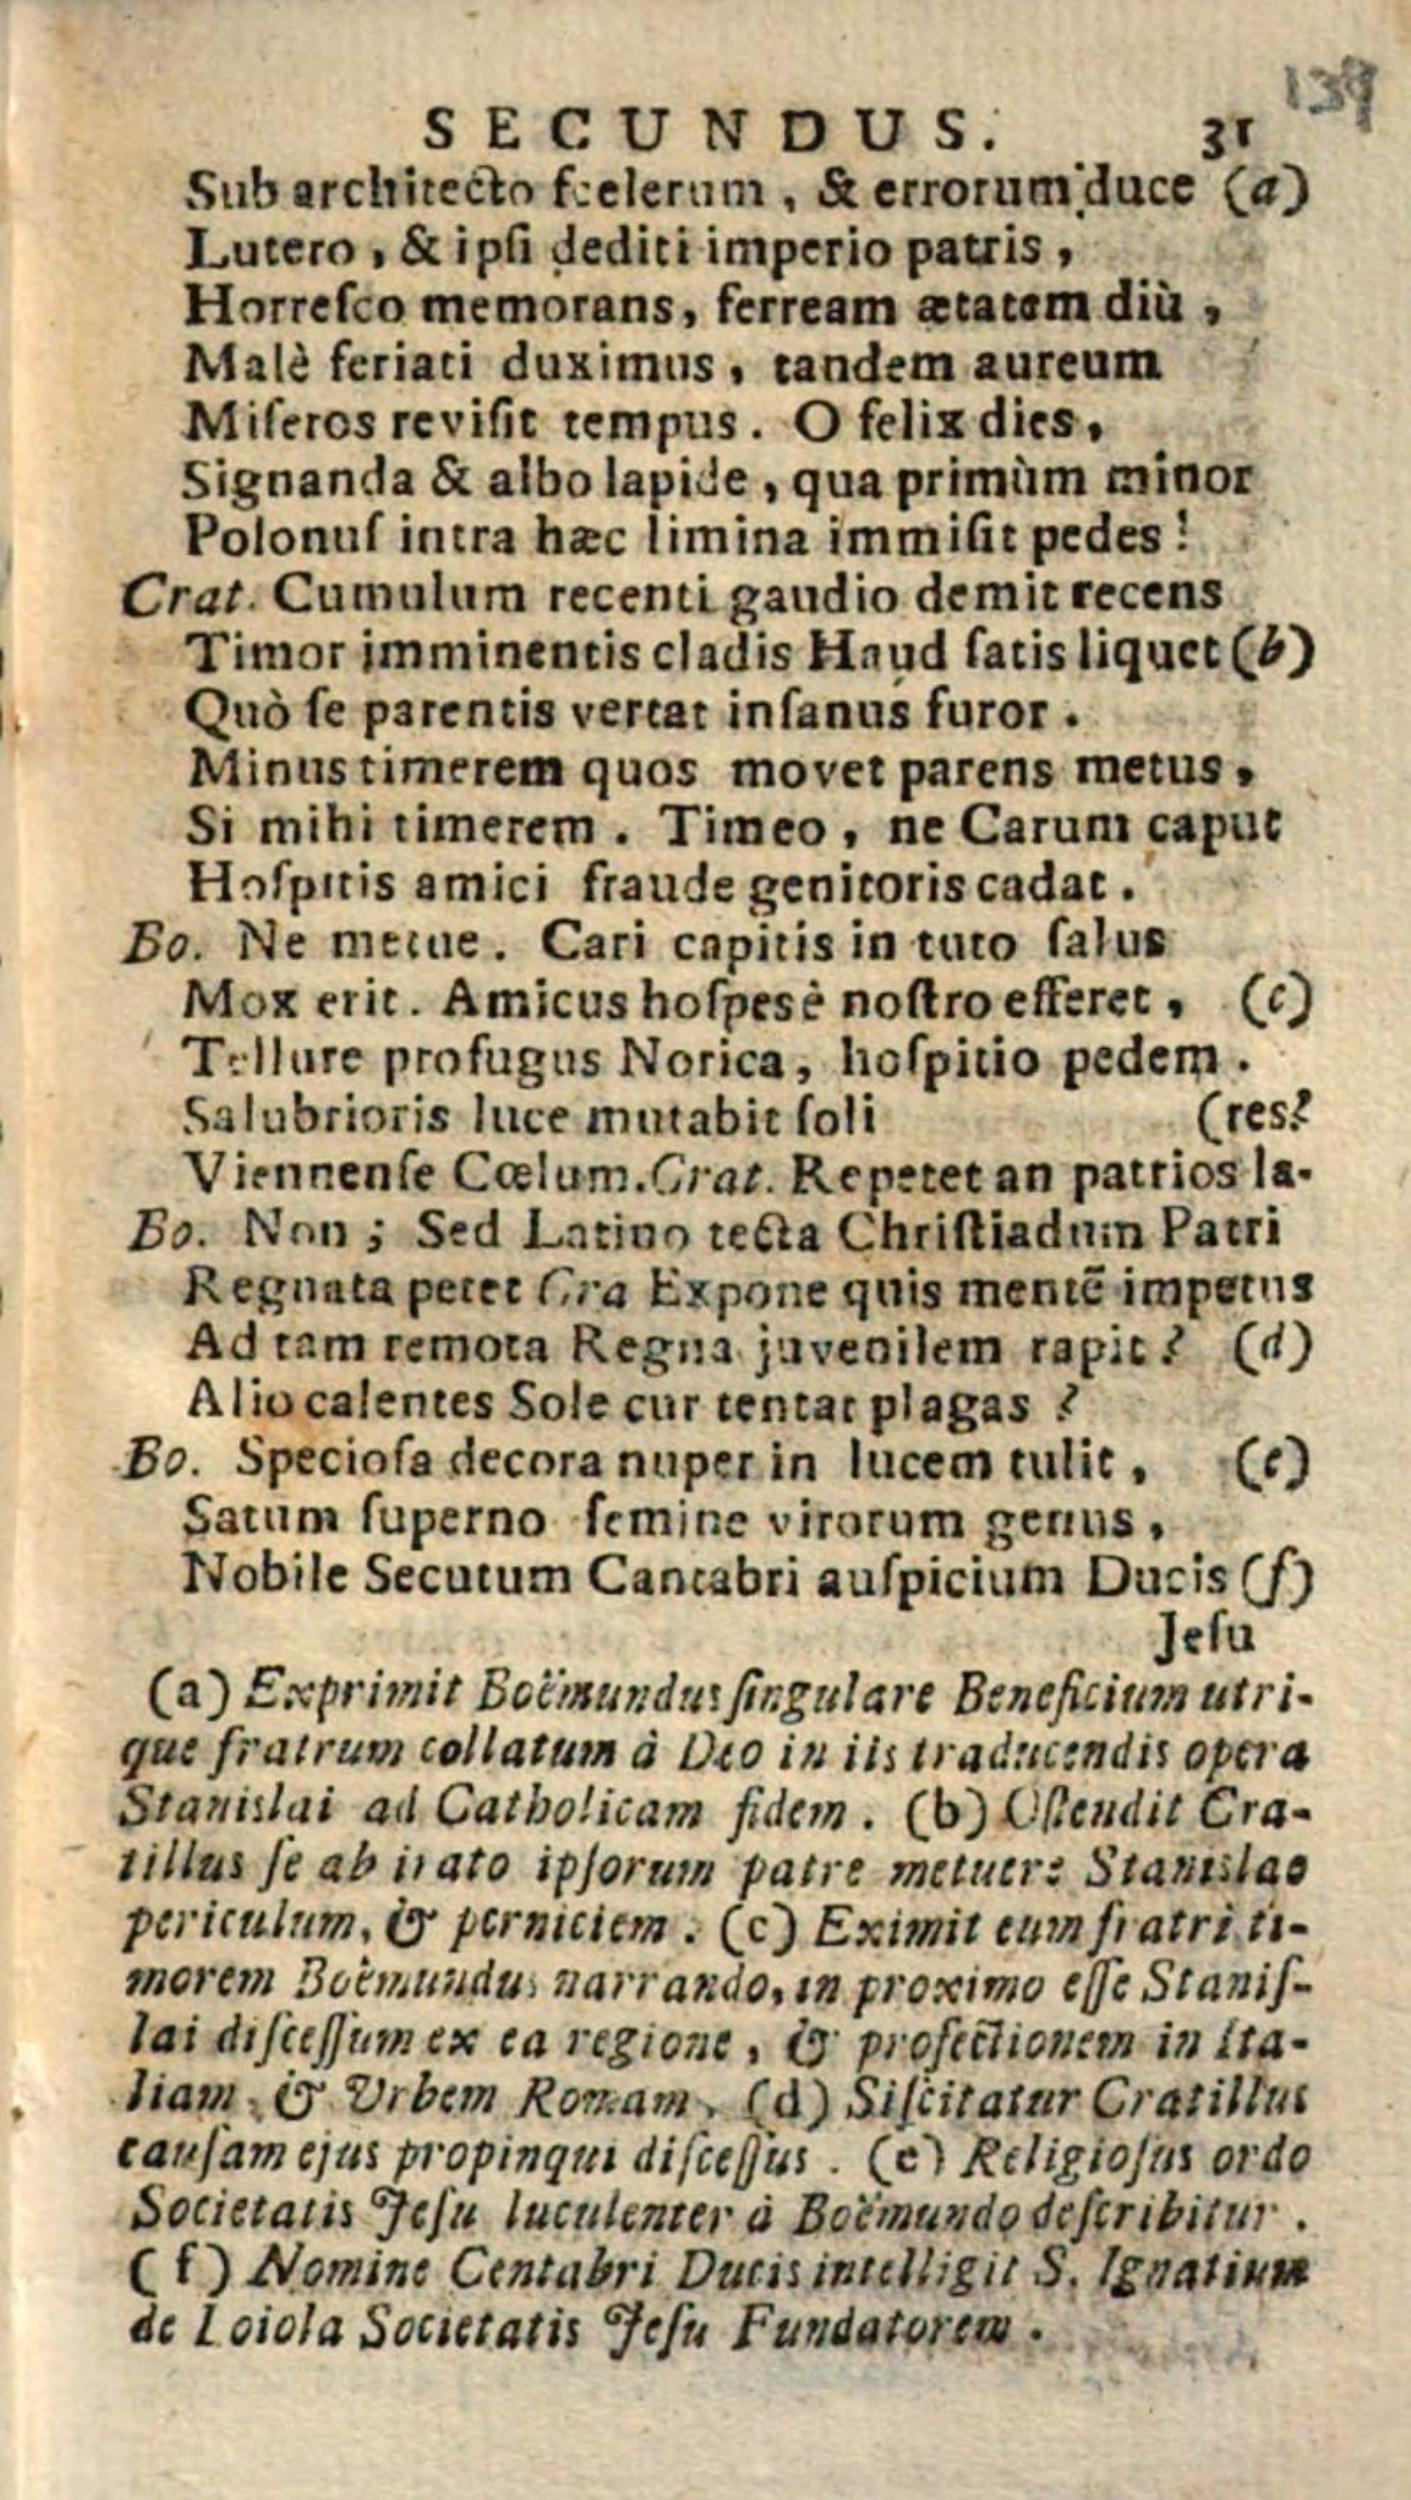 139
SECUNDUS. 31
Sub architecto ſcelerum, & errorum duce (a)
Lutero, & ipſi dediti imperio patris,
Horreſco memorans, ferream ætatem diù,
Malè feriati duximus, tandem aureum
Miſeros reviſit tempus. O felix dies,
Signanda & albo lapide, qua primùm minor
Polonuſ intra hæc limina immiſit pedes!
Crat. Cumulum recenti gaudio demit recens
Timor imminentis cladis Haud ſatis liquet (b)
Quò ſe parentis vertat inſanus furor.
Minus timerem quos movet parens metus,
Si mihi timerem. Timeo, ne Carum caput
Hoſpitis amici fraude genitoris cadat.
Bo. Ne metue. Cari capitis in tuto ſalus
Mox erit. Amicus hoſpes è noſtro efferet, (c)
Tellure profugus Norica, hoſpitio pedem.
Salubrioris luce mutabit ſoli (res?
Viennenſe Cœlum. Crat. Repetet an patrios la-
Bo. Non; Sed Latino tecta Chriſtiadum Patri
Regnata petet Cra Expone quis mentē impetus
Ad tam remota Regna juvenilem rapit? (d)
Alio calentes Sole cur tentat plagas?
Bo. Specioſa decora nuper in lucem tulit, (e)
Satum ſuperno ſemine virorum genus,
Nobile Secutum Cantabri auſpicium Ducis (f)
Jeſu
(a) Exprimit Boëmundus ſingulare Beneficium utri-
que fratrum collatum à Deo in iis traducendis opera
Stanislai ad Catholicam fidem. (b) Oſtendit Cra-
tillus ſe ab irato ipſorum patre metuere Stanislao
periculum, & perniciem. (c) Eximit eum fratri ti-
morem Boëmundus narrando, in proximo eſſe Staniſ-
lai diſceſſum ex ea regione, & profectionem in Ita-
liam, & Urbem Romam. (d) Siſcitatur Cratillus
cauſam ejus propinqui diſceſſus. (e) Religioſus ordo
Societatis Jeſu luculenter à Boëmundo deſcribitur.
(f) Nomine Centabri Ducis intelligit S. Ignatium
de Loiola Societatis Jeſu Fundatorem.